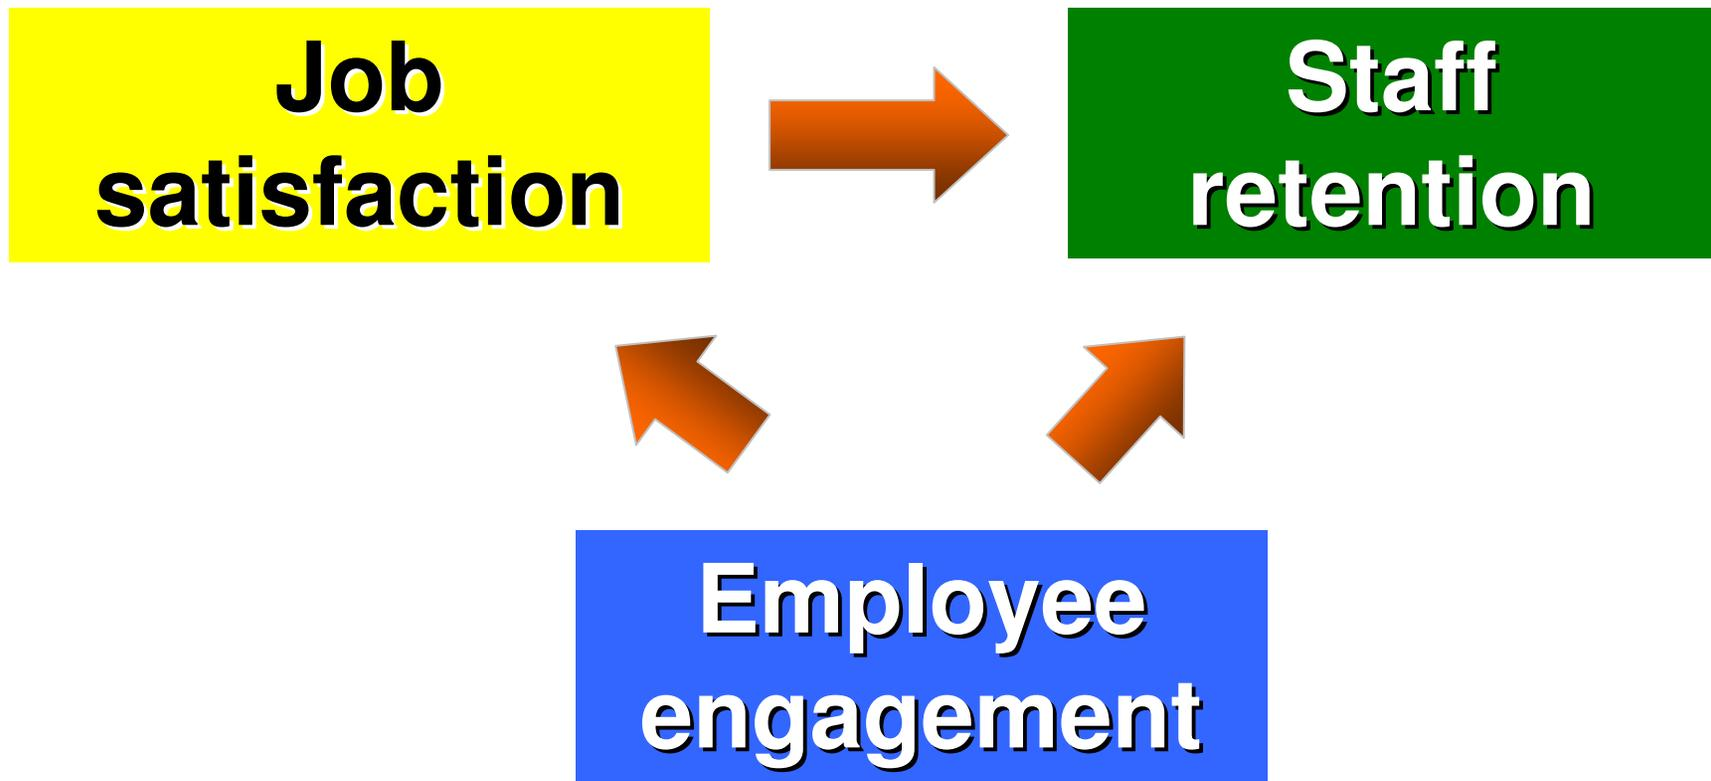 Job
satisfaction
Staff
retention
Employee
engagement